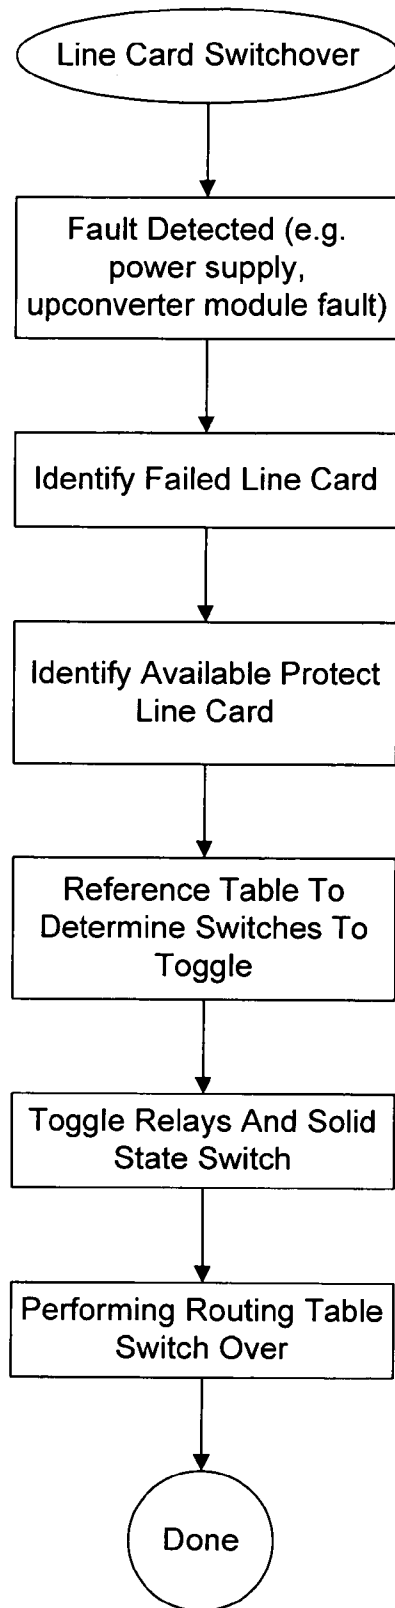 Line Card Switchover
Fault Detected (e.g.
power supply,
upconverter module fault)
Identify Failed Line Card
Identify Available Protect
Line Card
Reference Table To
Determine Switches To
Toggle
Toggle Relays And Solid
State Switch
Performing Routing Table
Switch Over
Done